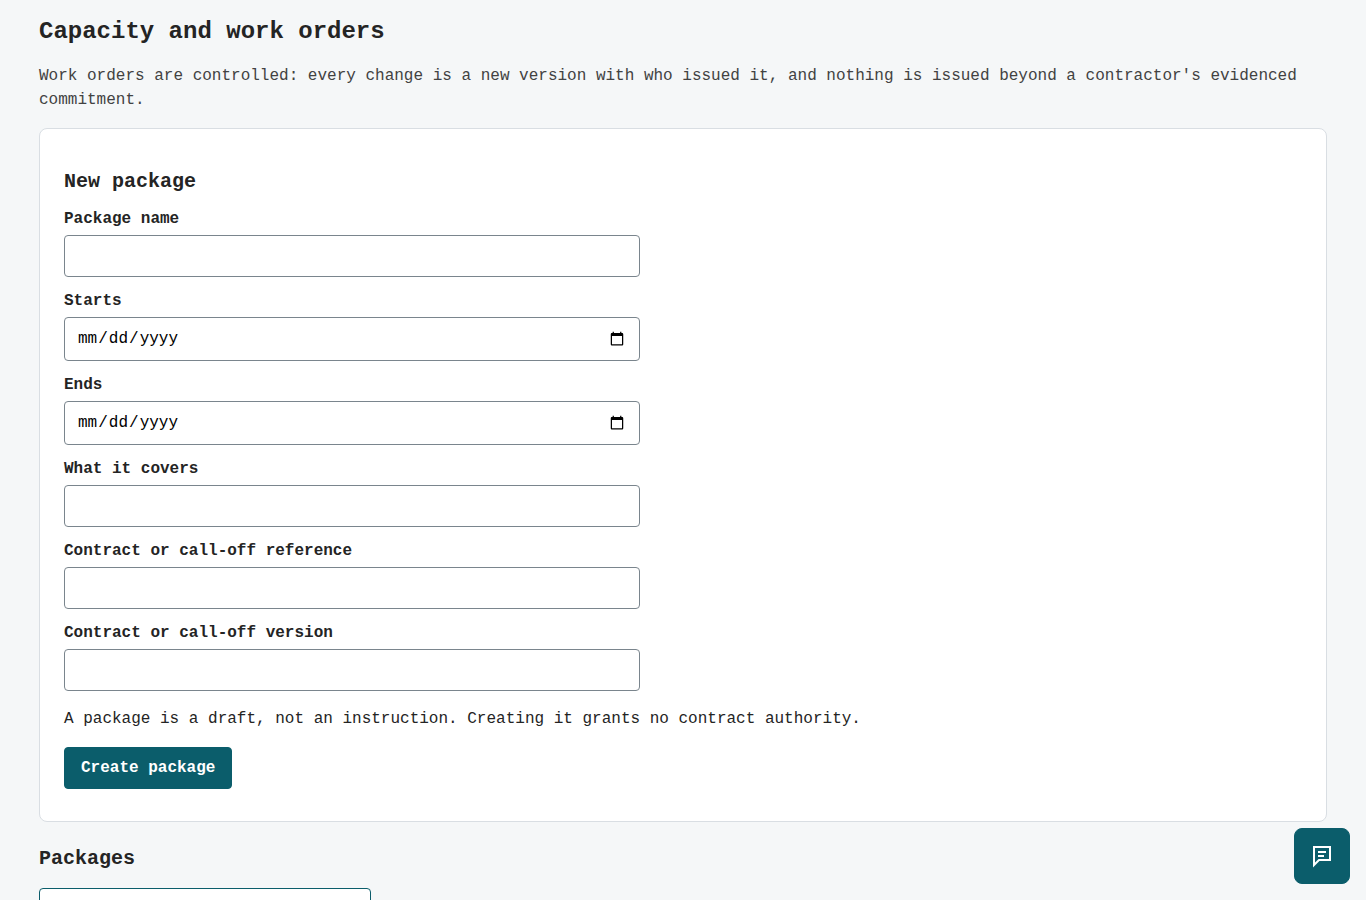 Capacity and work orders
Work orders are controlled: every change is a new version with who issued it, and nothing is issued beyond a contractor's evidenced
commitment.
New package
Package name
Starts
mm/dd/yyyy
Ends
mm/dd/yyyy
What it covers
Contract or call-off reference
Contract or call-off version
A package is a draft, not an instruction. Creating it grants no contract authority.
Create package
Packages